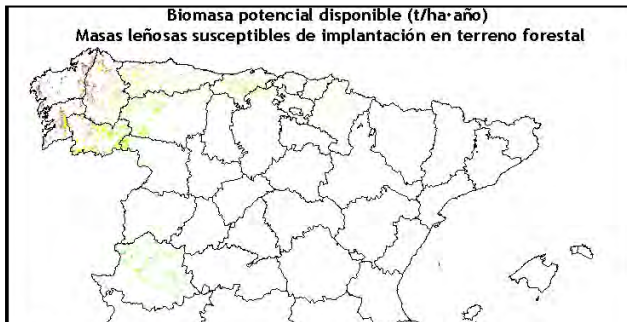 Biomasa potencial disponible (t/ha·año)
Masas leñosas susceptibles de implantación en terreno forestal